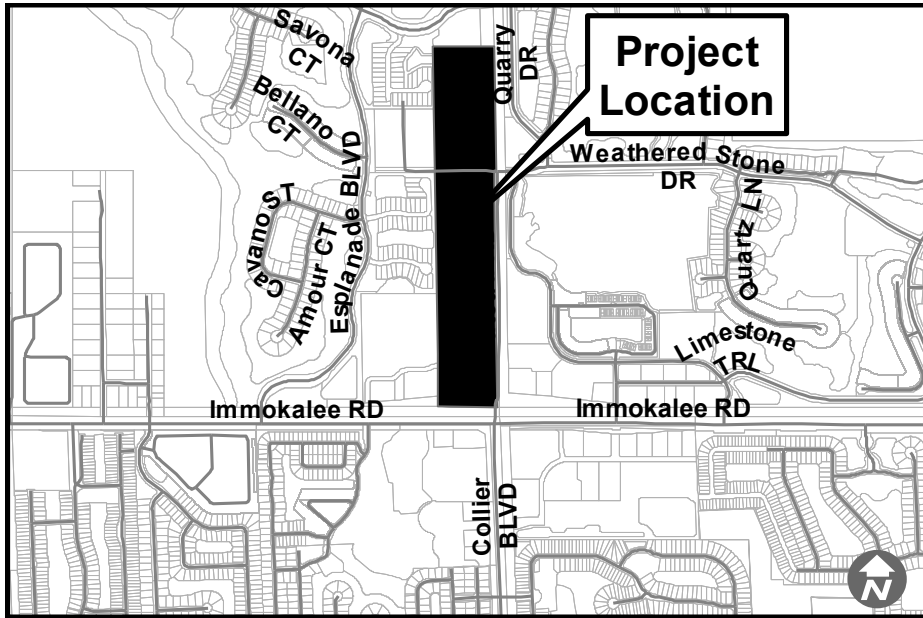 Savona
CT
Quarry
DR
Project
Location
Bellano
CT
Weathered Stone
DR
Esplanade BLVD
Cavano ST
Amour CT
Quartz LN
Limestone
TRL
Immokalee RD
Immokalee RD
Collier
BLVD
N